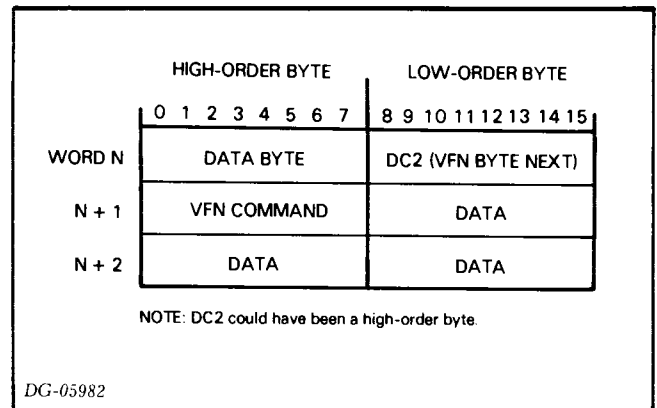 HIGH-ORDER BYTE LOW-ORDER BYTE
0 1 2 3 4 5 6 7 8 9 10 11 12 13 14 15
WORD N DATA BYTE DC2 (VFN BYTE NEXT)
N + 1 VFN COMMAND DATA
N + 2 DATA DATA
NOTE: DC2 could have been a high-order byte.
DG-05982